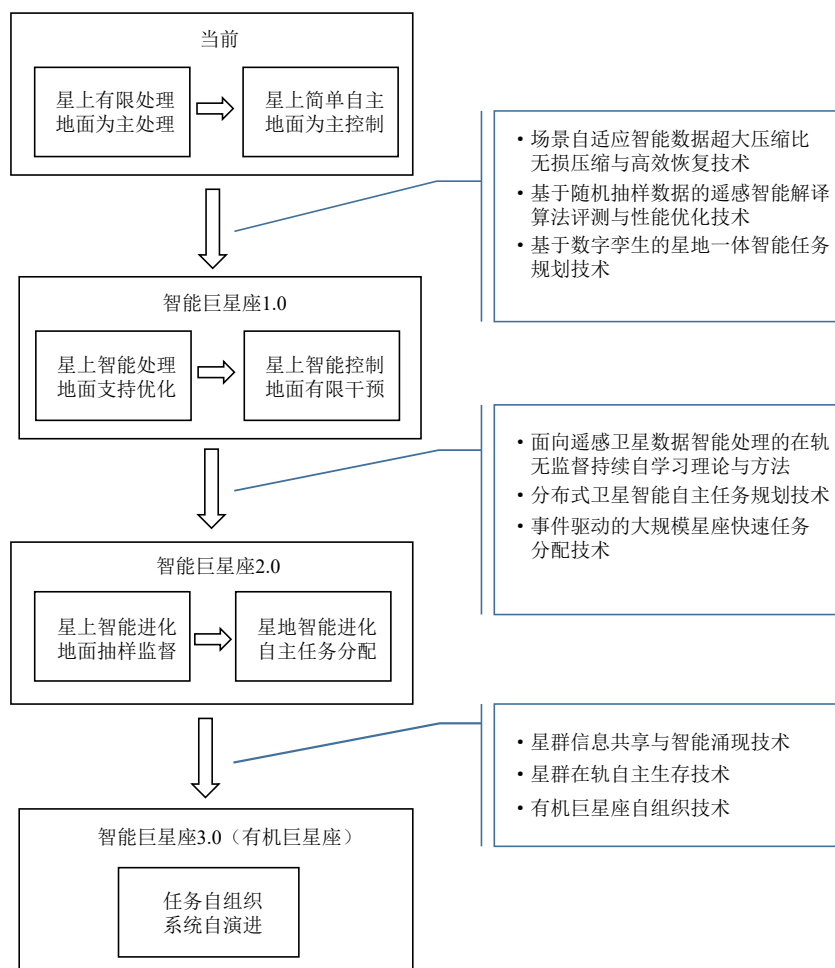 当前
星上有限处理
地面为主处理
星上简单自主
地面为主控制
• 场景自适应智能数据超大压缩比
无损压缩与高效恢复技术
• 基于随机抽样数据的遥感智能解译
算法评测与性能优化技术
• 基于数字孪生的星地一体智能任务
规划技术
智能巨星座1.0
星上智能处理
地面支持优化
星上智能控制
地面有限干预
• 面向遥感卫星数据智能处理的在轨
无监督持续自学习理论与方法
• 分布式卫星智能自主任务规划技术
• 事件驱动的大规模星座快速任务
分配技术
智能巨星座2.0
星上智能进化
地面抽样监督
星地智能进化
自主任务分配
• 星群信息共享与智能涌现技术
• 星群在轨自主生存技术
• 有机巨星座自组织技术
智能巨星座3.0（有机巨星座）
任务自组织
系统自演进